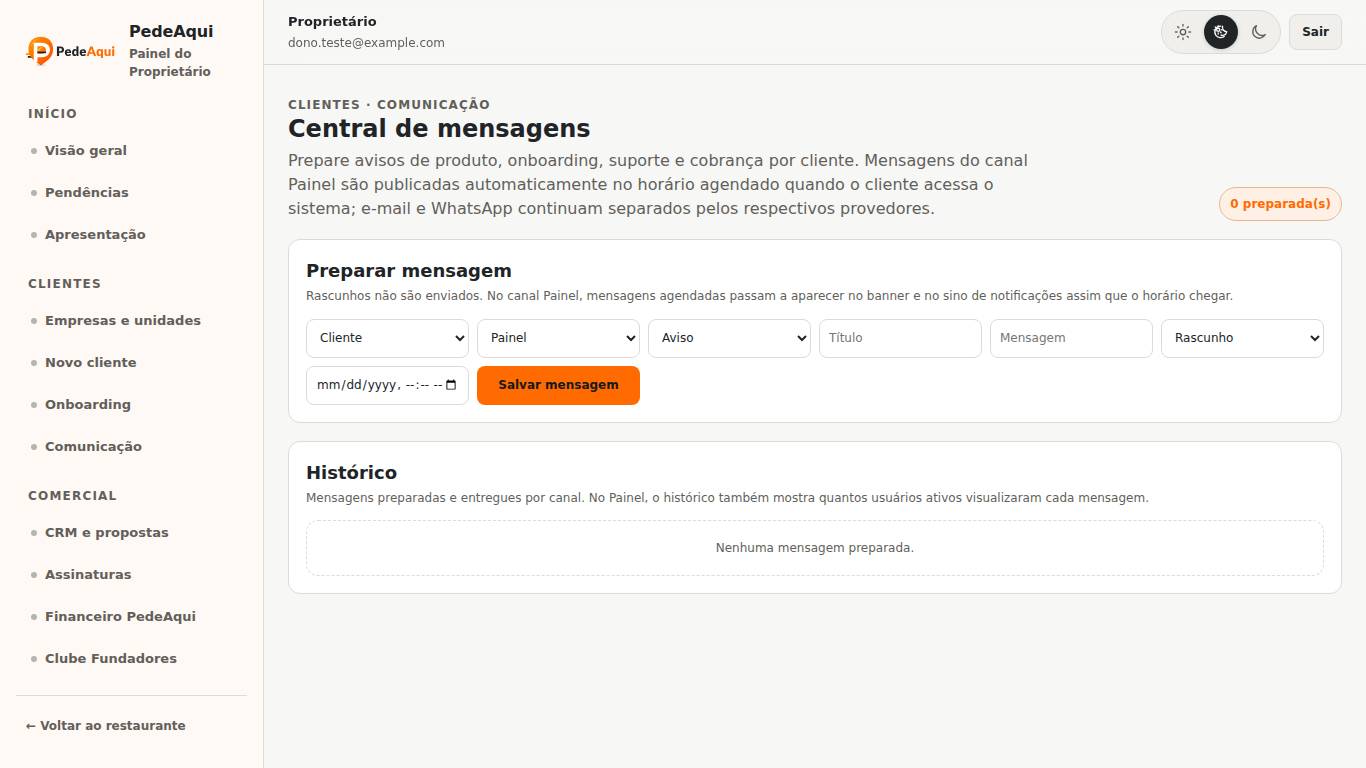 PedeAqui
PedeAqui
Painel do
Proprietário
INÍCIO
Visão geral
Pendências
Apresentação
CLIENTES
Empresas e unidades
Novo cliente
Onboarding
Comunicação
COMERCIAL
CRM e propostas
Assinaturas
Financeiro PedeAqui
Clube Fundadores
← Voltar ao restaurante
Proprietário
dono.teste@example.com
Sair
CLIENTES · COMUNICAÇÃO
Central de mensagens
Prepare avisos de produto, onboarding, suporte e cobrança por cliente. Mensagens do canal
Painel são publicadas automaticamente no horário agendado quando o cliente acessa o
sistema; e-mail e WhatsApp continuam separados pelos respectivos provedores.
0 preparada(s)
Preparar mensagem
Rascunhos não são enviados. No canal Painel, mensagens agendadas passam a aparecer no banner e no sino de notificações assim que o horário chegar.
Cliente Painel Aviso Título Mensagem Rascunho
mm/dd/yyyy, --:-- -- Salvar mensagem
Histórico
Mensagens preparadas e entregues por canal. No Painel, o histórico também mostra quantos usuários ativos visualizaram cada mensagem.
Nenhuma mensagem preparada.